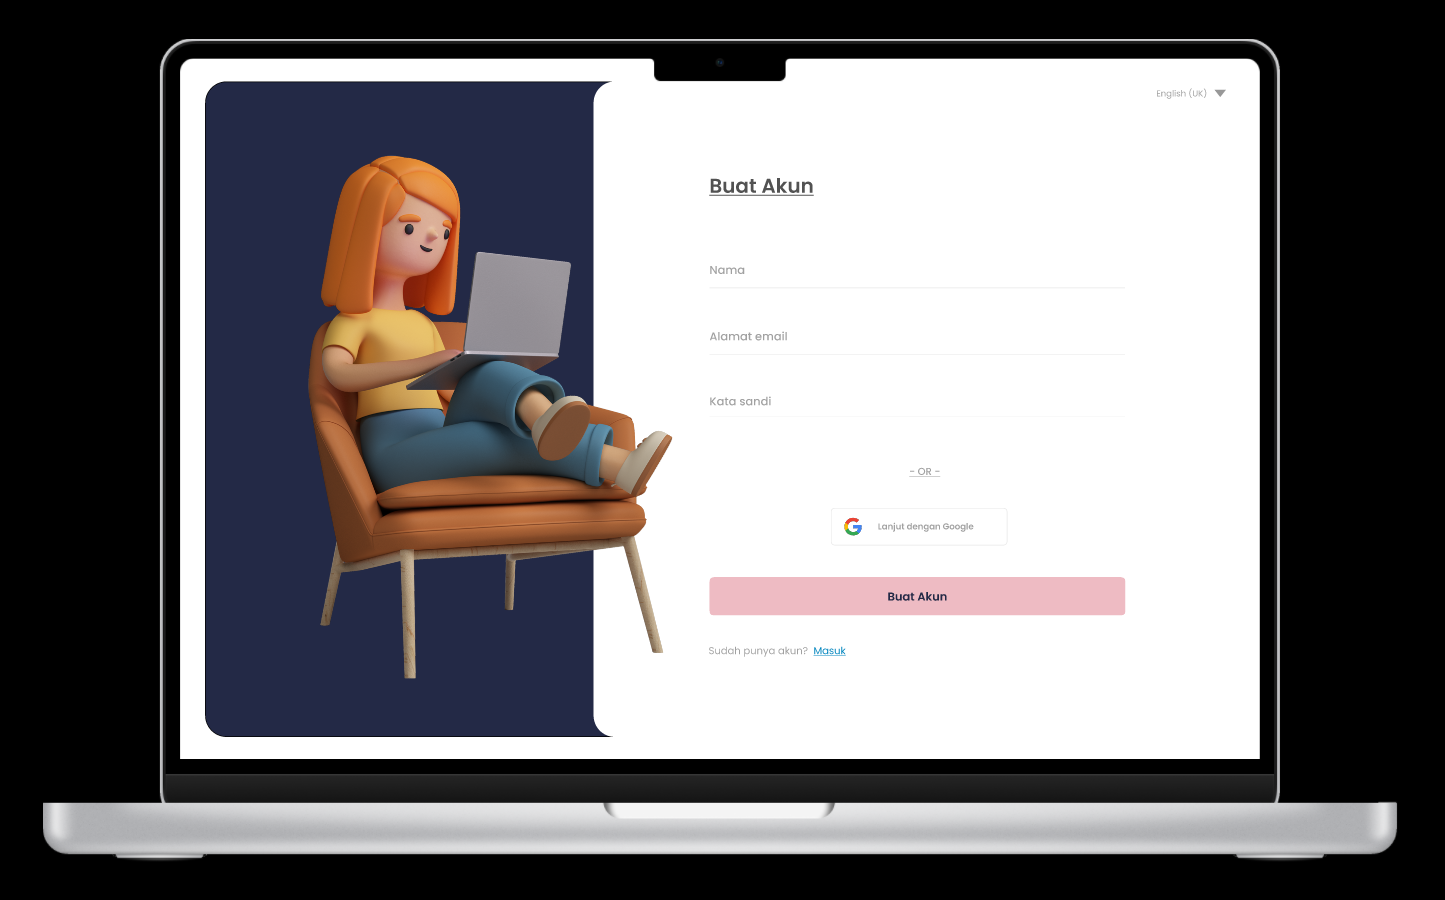 English (UK)
Buat Akun
Nama
Alamat email
Kata sandi
- OR -
Lanjut dengan Google
Buat Akun
Sudah punya akun? Masuk